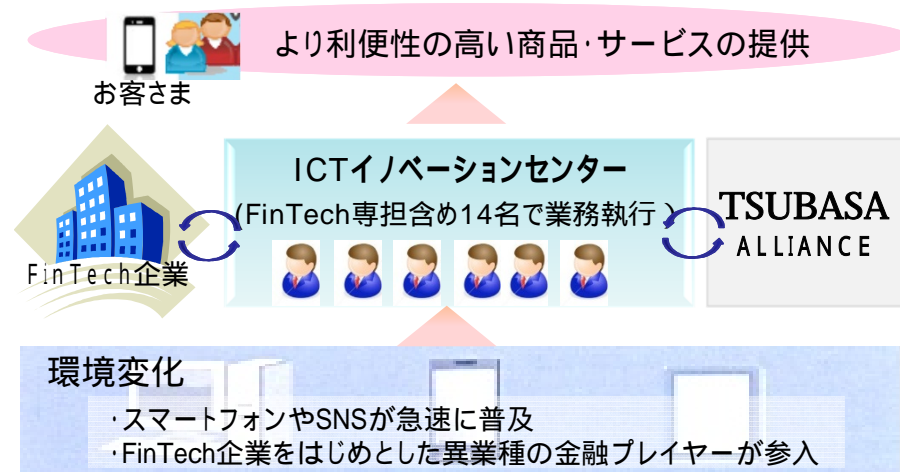 より利便性の高い商品・サービスの提供
お客さま
ICTイノベーションセンター
(FinTech専担含め14名で業務執行)
FinTech企業
TSUBASA
ALLIANCE
環境変化
・スマートフォンやSNSが急速に普及
・FinTech企業をはじめとした異業種の金融プレイヤーが参入